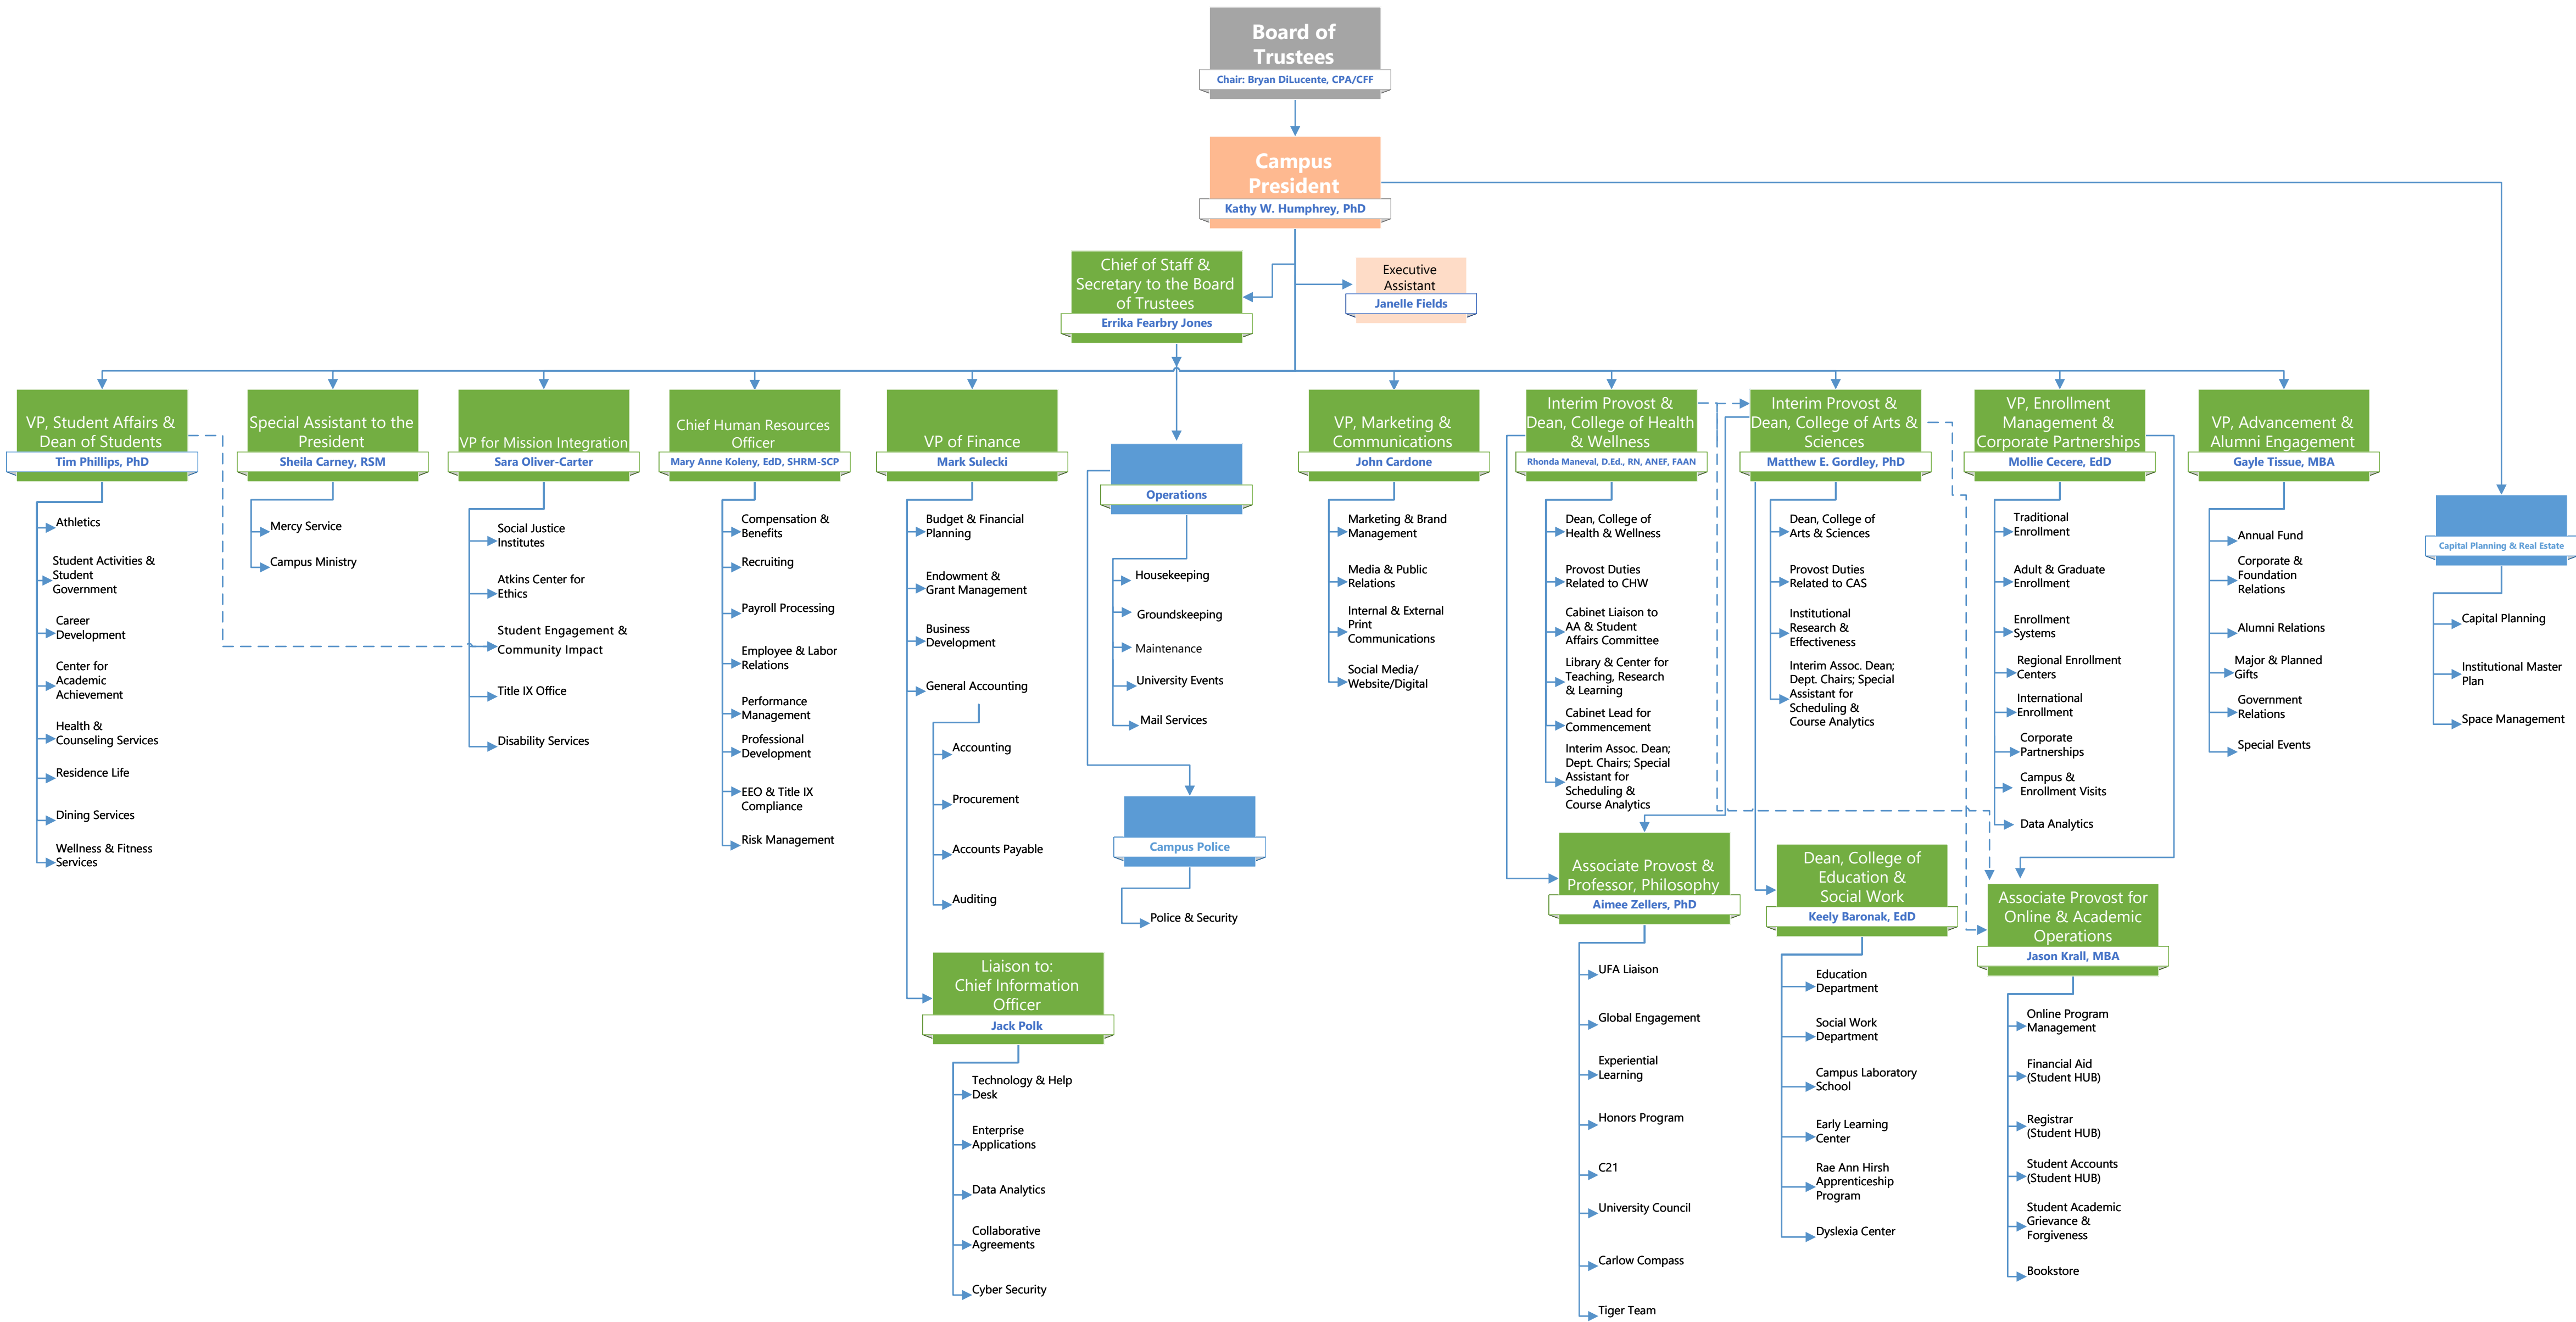 Board of
Trustees
Chair: Bryan DiLucente, CPA/CFF
Campus
President
Kathy W. Humphrey, PhD
Chief of Staff &
Secretary to the Board
of Trustees
Errika Fearbry Jones
Executive
Assistant
Janelle Fields
VP, Student Affairs &
Dean of Students
Tim Phillips, PhD
Athletics
Student Activities &
Student
Government
Career
Development
Center for
Academic
Achievement
Health &
Counseling Services
Residence Life
Dining Services
Wellness & Fitness
Services
Special Assistant to the
President
Sheila Carney, RSM
Mercy Service
Campus Ministry
VP for Mission Integration
Sara Oliver-Carter
Social Justice
Institutes
Atkins Center for
Ethics
Student Engagement &
Community Impact
Title IX Office
Disability Services
Chief Human Resources
Officer
Mary Anne Koleny, EdD, SHRM-SCP
Compensation &
Benefits
Recruiting
Payroll Processing
Employee & Labor
Relations
Performance
Management
Professional
Development
EEO & Title IX
Compliance
Risk Management
VP of Finance
Mark Sulecki
Budget & Financial
Planning
Endowment &
Grant Management
Business
Development
General Accounting
Accounting
Procurement
Accounts Payable
Auditing
Liaison to:
Chief Information
Officer
Jack Polk
Technology & Help
Desk
Enterprise
Applications
Data Analytics
Collaborative
Agreements
Cyber Security
Operations
Housekeeping
Groundskeeping
Maintenance
University Events
Mail Services
Campus Police
Police & Security
VP, Marketing &
Communications
John Cardone
Marketing & Brand
Management
Media & Public
Relations
Internal & External
Print
Communications
Social Media/
Website/Digital
Interim Provost &
Dean, College of Health
& Wellness
Rhonda Maneval, D.Ed., RN, ANEF, FAAN
Dean, College of
Health & Wellness
Provost Duties
Related to CHW
Cabinet Liaison to
AA & Student
Affairs Committee
Library & Center for
Teaching, Research
& Learning
Cabinet Lead for
Commencement
Interim Assoc. Dean;
Dept. Chairs; Special
Assistant for
Scheduling &
Course Analytics
Associate Provost &
Professor, Philosophy
Aimee Zellers, PhD
UFA Liaison
Global Engagement
Experiential
Learning
Honors Program
C21
University Council
Carlow Compass
Tiger Team
Interim Provost &
Dean, College of Arts &
Sciences
Matthew E. Gordley, PhD
Dean, College of
Arts & Sciences
Provost Duties
Related to CAS
Institutional
Research &
Effectiveness
Interim Assoc. Dean;
Dept. Chairs; Special
Assistant for
Scheduling &
Course Analytics
Dean, College of
Education &
Social Work
Keely Baronak, EdD
Education
Department
Social Work
Department
Campus Laboratory
School
Early Learning
Center
Rae Ann Hirsh
Apprenticeship
Program
Dyslexia Center
VP, Enrollment
Management &
Corporate Partnerships
Mollie Cecere, EdD
Traditional
Enrollment
Adult & Graduate
Enrollment
Enrollment
Systems
Regional Enrollment
Centers
International
Enrollment
Corporate
Partnerships
Campus &
Enrollment Visits
Data Analytics
Associate Provost for
Online & Academic
Operations
Jason Krall, MBA
Online Program
Management
Financial Aid
(Student HUB)
Registrar
(Student HUB)
Student Accounts
(Student HUB)
Student Academic
Grievance &
Forgiveness
Bookstore
VP, Advancement &
Alumni Engagement
Gayle Tissue, MBA
Annual Fund
Corporate &
Foundation
Relations
Alumni Relations
Major & Planned
Gifts
Government
Relations
Special Events
Capital Planning & Real Estate
Capital Planning
Institutional Master
Plan
Space Management